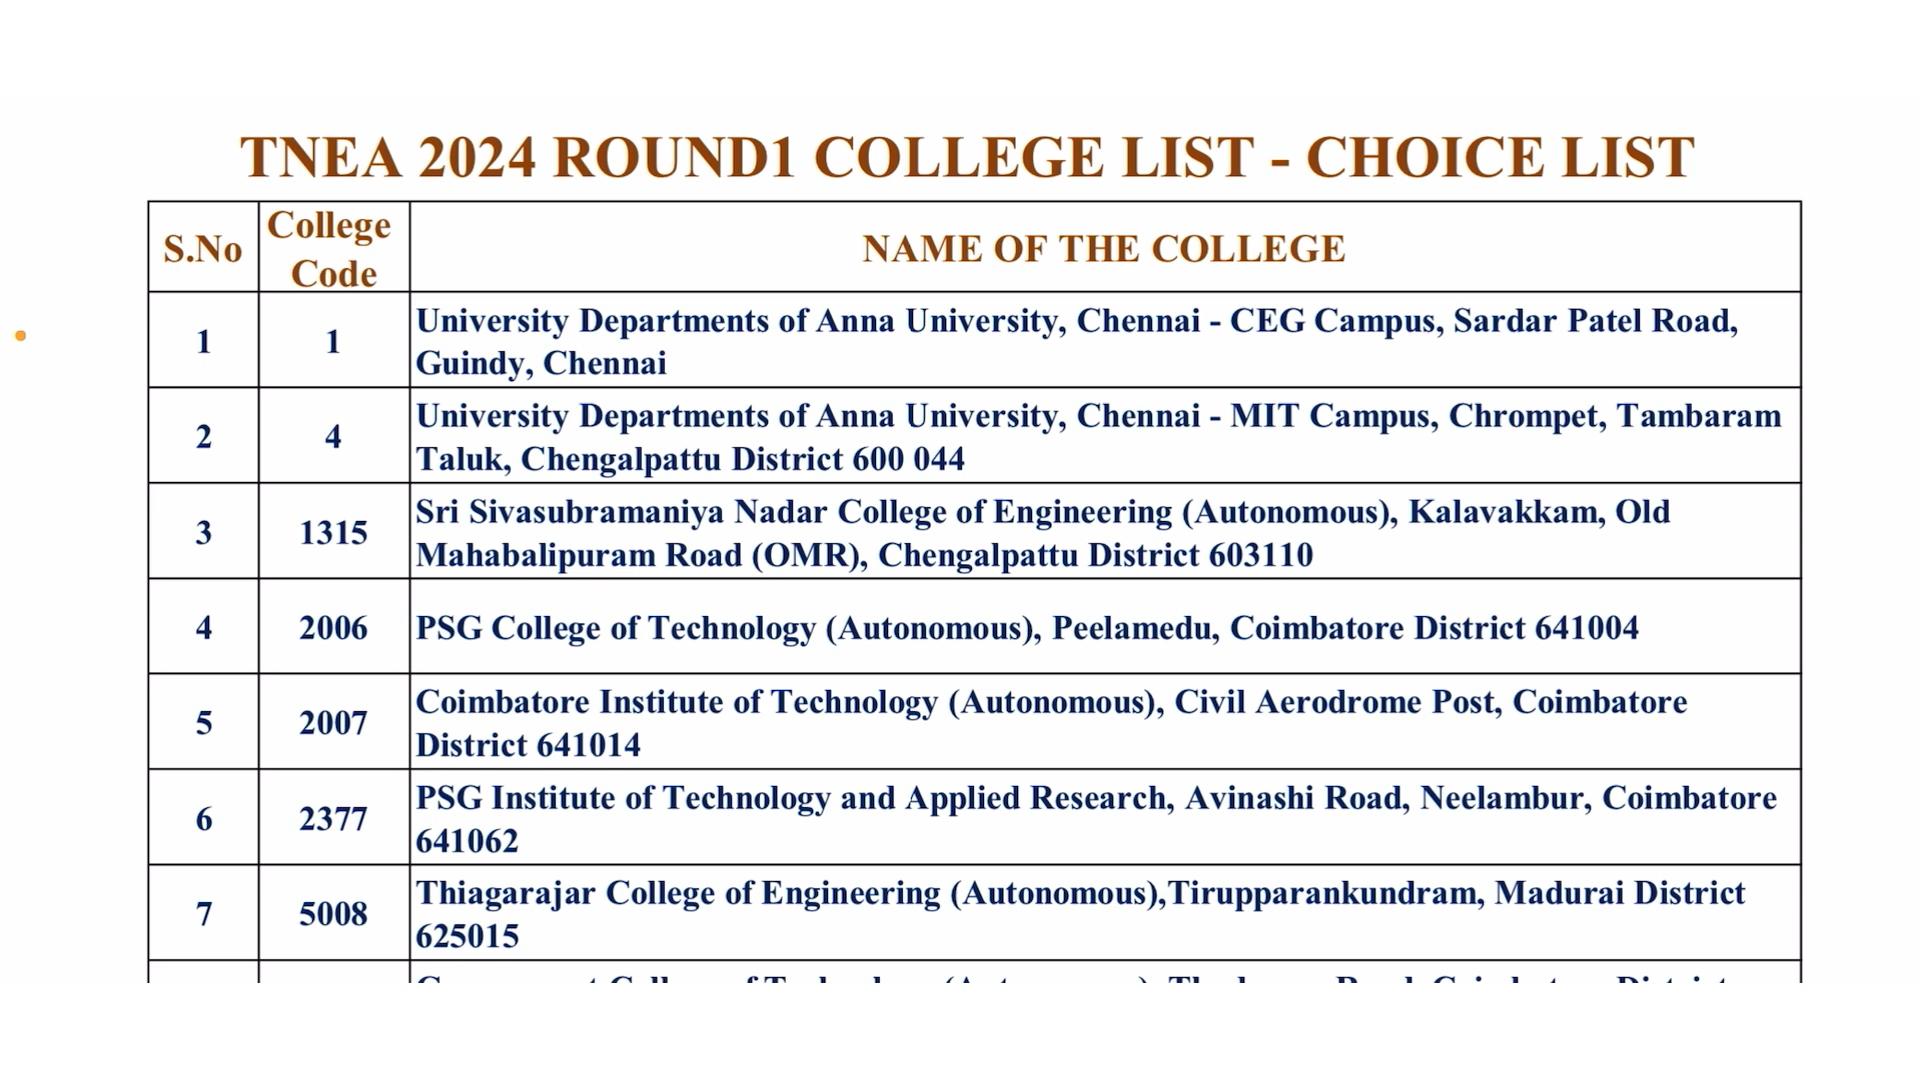 TNEA 2024 ROUND1 COLLEGE LIST - CHOICE LIST
S.No
College
Code
NAME OF THE COLLEGE
1
1
University Departments of Anna University, Chennai - CEG Campus, Sardar Patel Road,
Guindy, Chennai
2
4
University Departments of Anna University, Chennai - MIT Campus, Chrompet, Tambaram
Taluk, Chengalpattu District 600 044
3
1315
Sri Sivasubramaniya Nadar College of Engineering (Autonomous), Kalavakkam, Old
Mahabalipuram Road (OMR), Chengalpattu District 603110
4
2006
PSG College of Technology (Autonomous), Peelamedu, Coimbatore District 641004
5
2007
Coimbatore Institute of Technology (Autonomous), Civil Aerodrome Post, Coimbatore
District 641014
6
2377
PSG Institute of Technology and Applied Research, Avinashi Road, Neelambur, Coimbatore
641062
7
5008
Thiagarajar College of Engineering (Autonomous),Tirupparankundram, Madurai District
625015